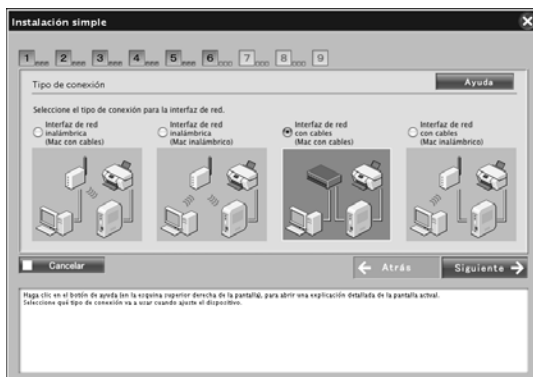 Instalación simple
1 2 3 4 5 6 7 8 9
Tipo de conexión
Ayuda
Seleccione el tipo de conexión para la interfaz de red.
Interfaz de red
inalámbrica
(Mac con cables)
Interfaz de red
inalámbrica
(Mac inalámbrico)
Interfaz de red
con cables
(Mac con cables)
Interfaz de red
con cables
(Mac inalámbrico)
Cancelar
Atrás
Siguiente
Haga clic en el botón de ayuda (en la esquina superior derecha de la pantalla), para abrir una explicación detallada de la pantalla actual.
Seleccione qué tipo de conexión va a usar cuando ajuste el dispositivo.